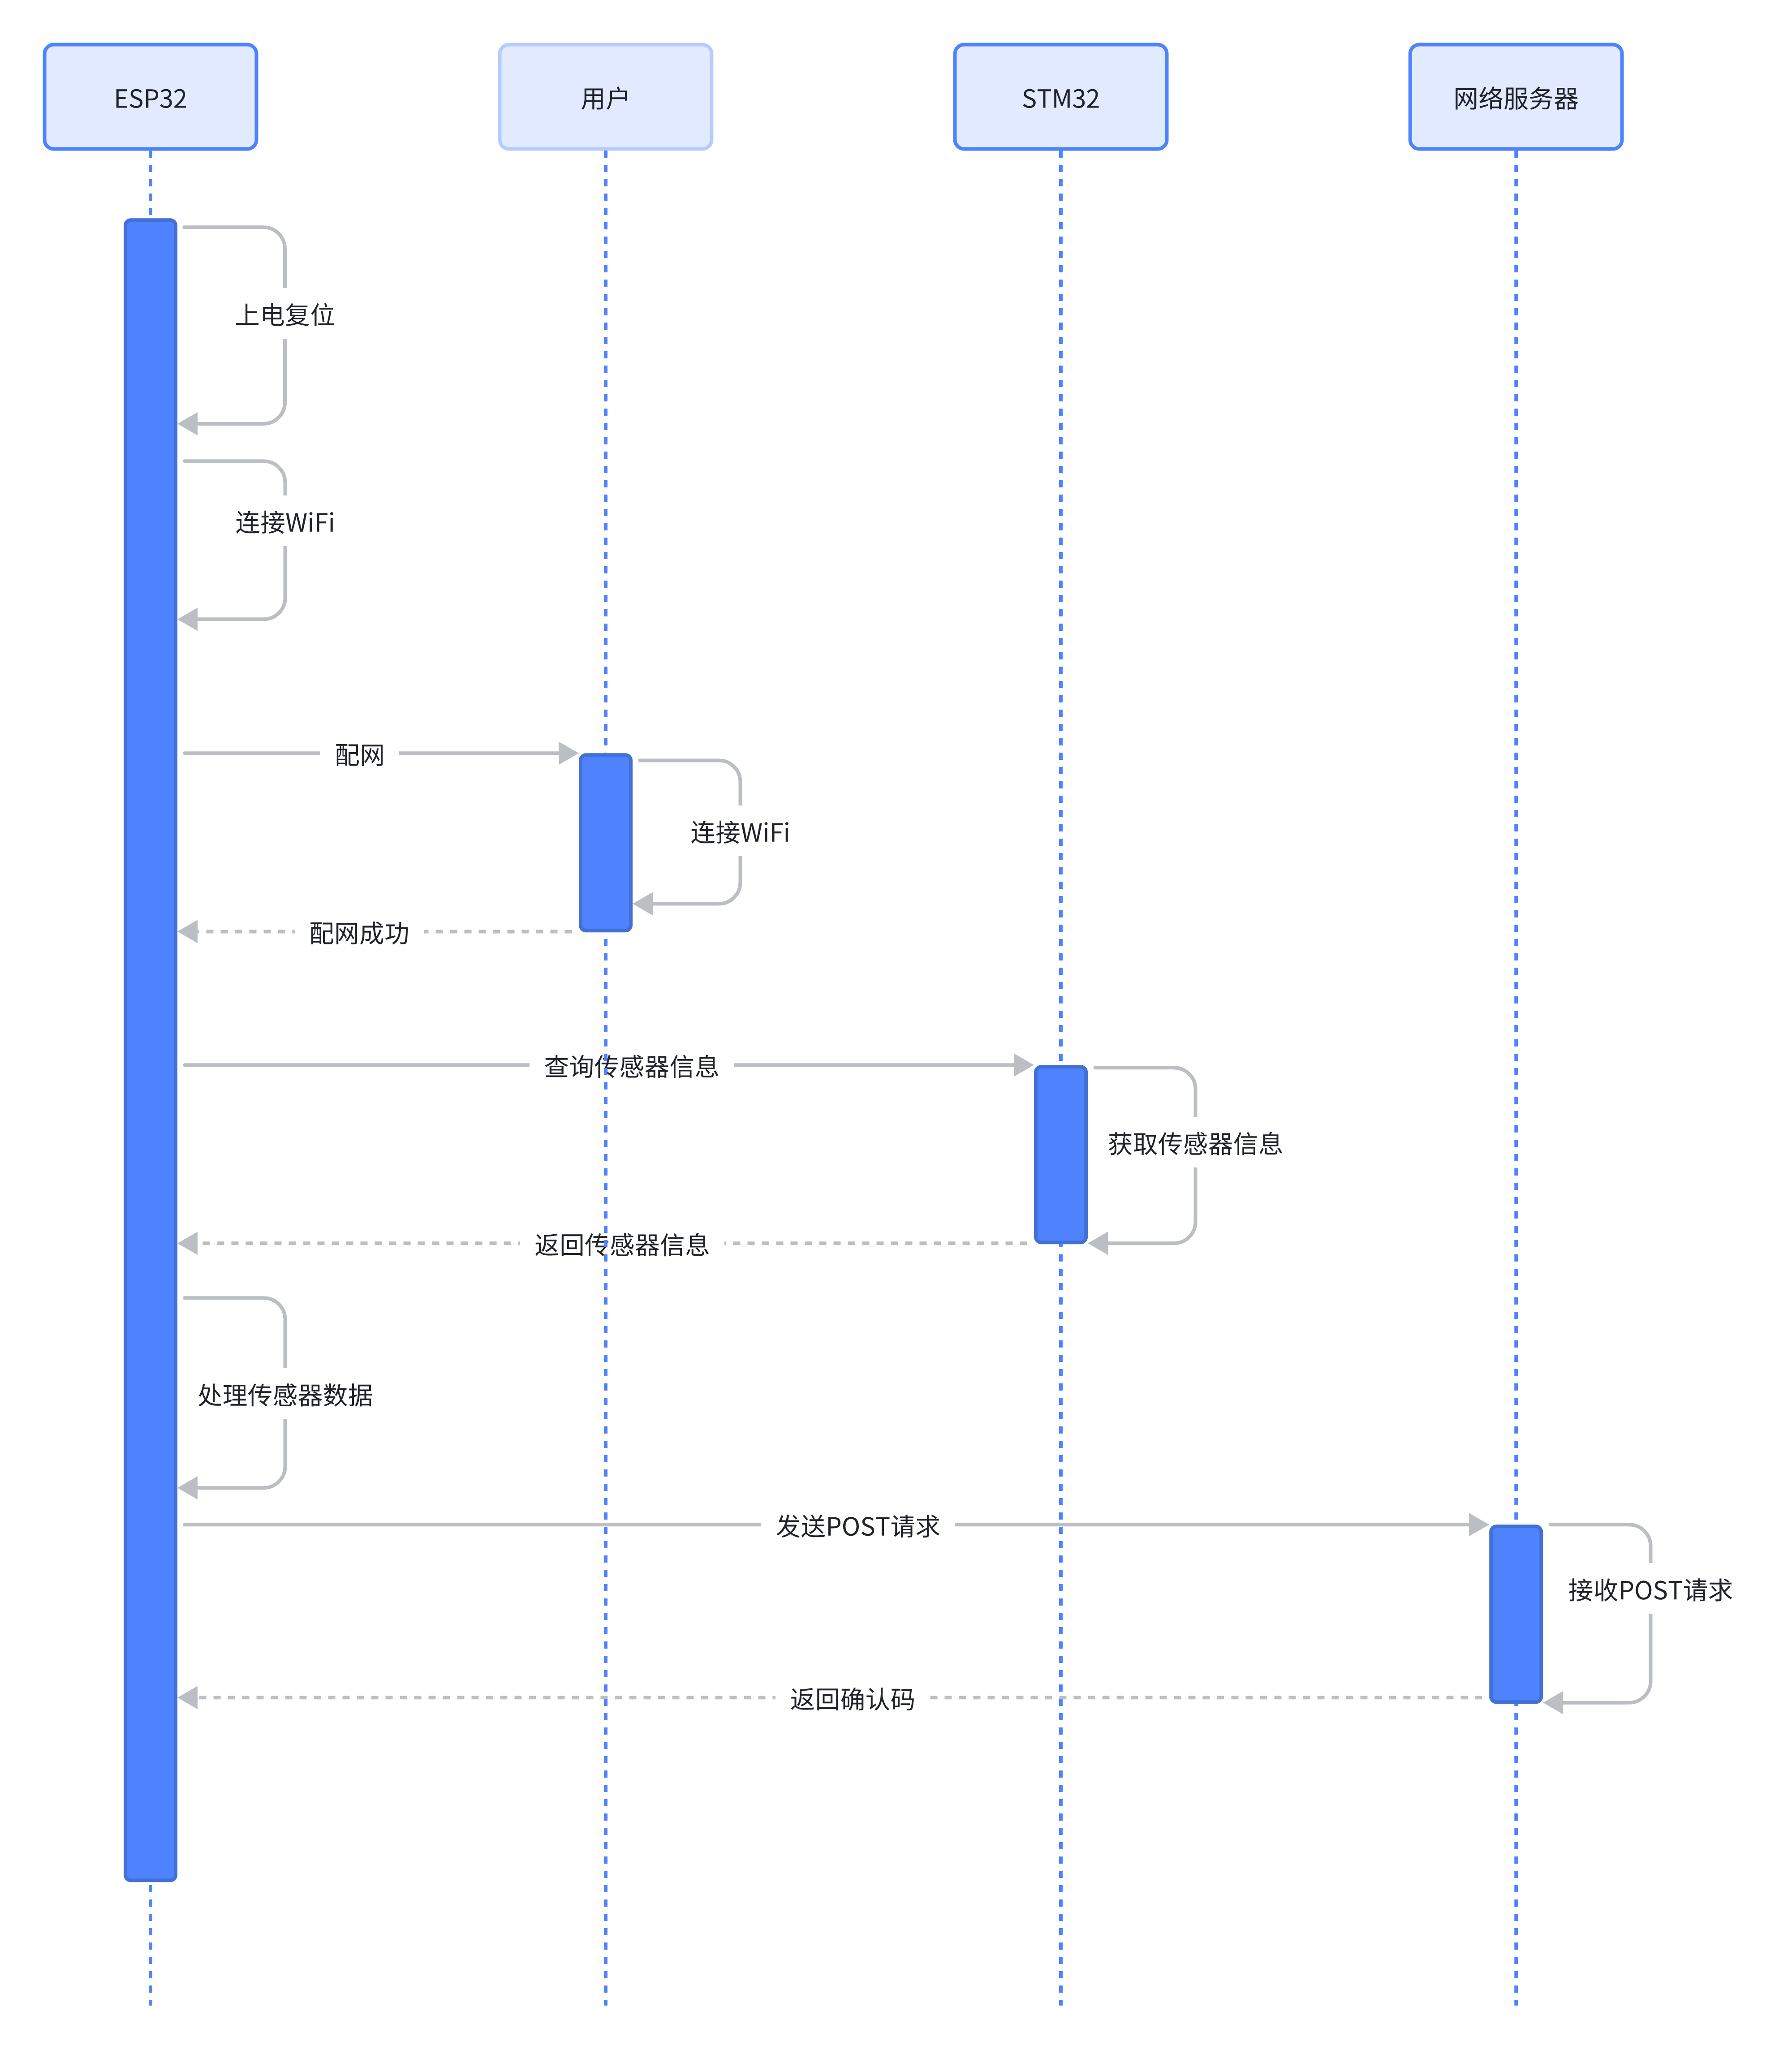 ESP32
用户
STM32
网络服务器
上电复位
连接WiFi
配网
连接WiFi
配网成功
查询传感器信息
获取传感器信息
返回传感器信息
处理传感器数据
发送POST请求
接收POST请求
返回确认码